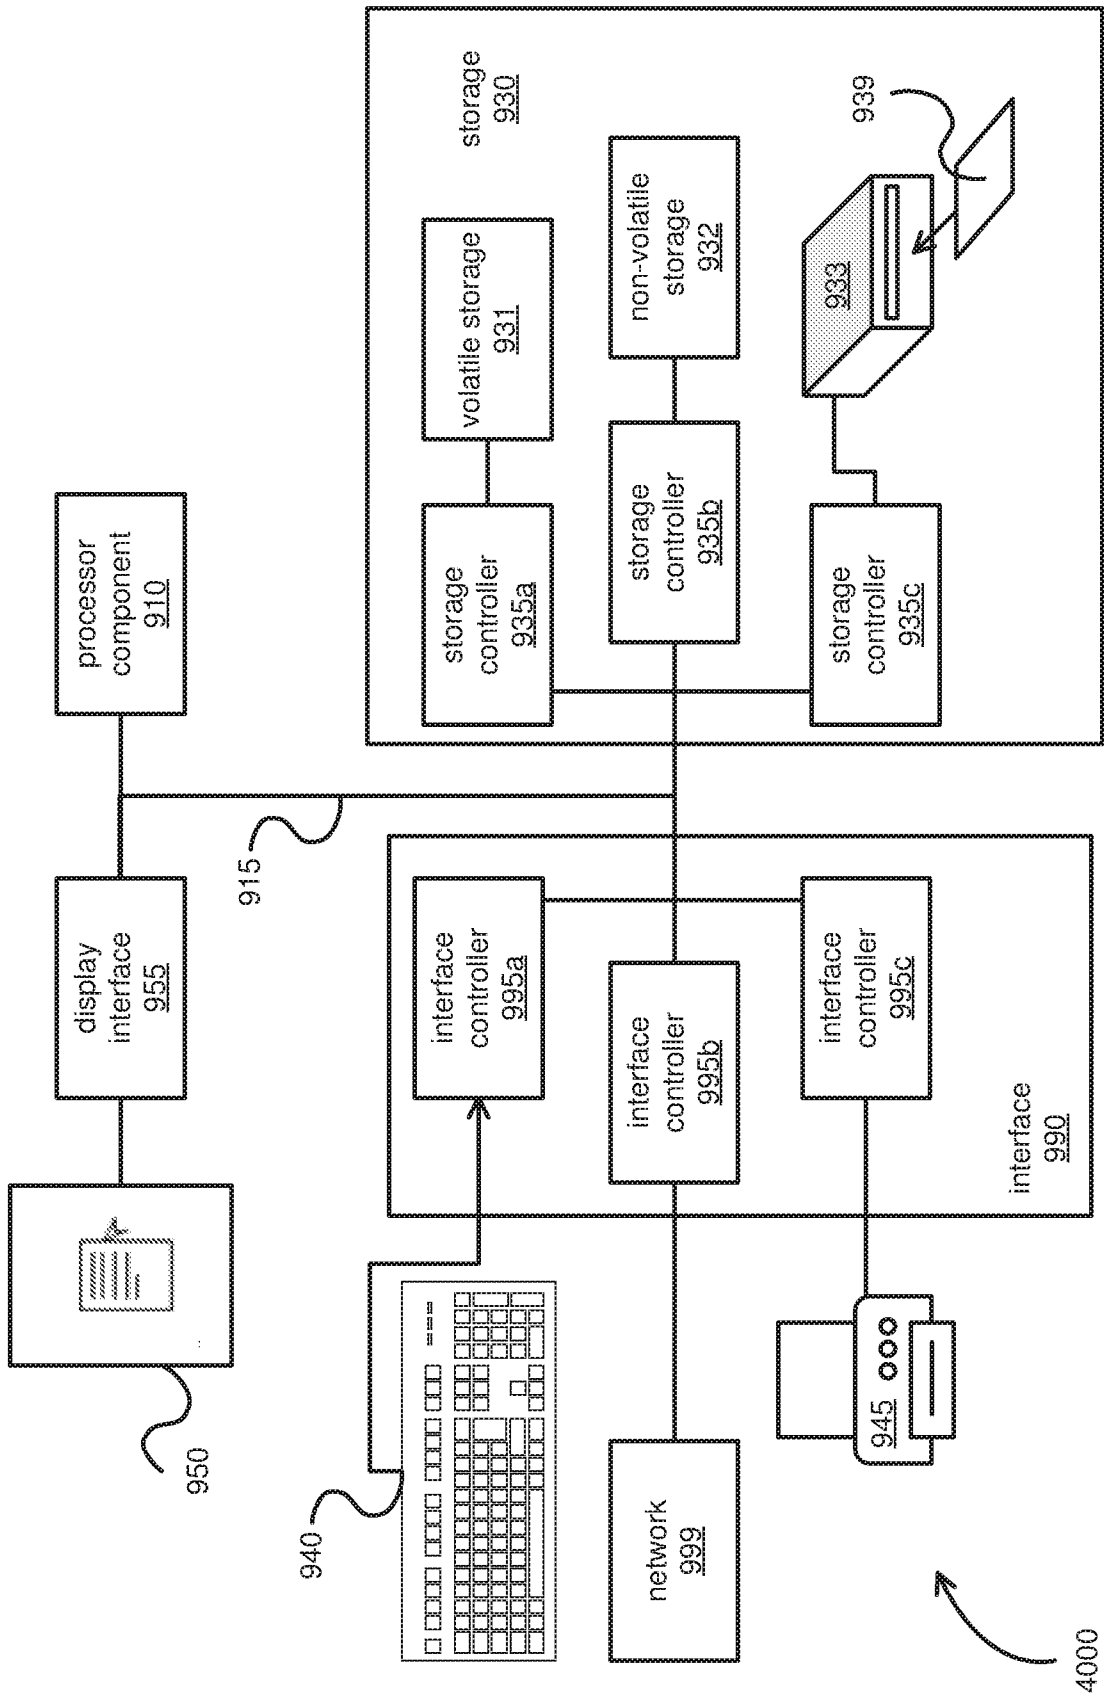 950
display
interface
955
processor
component
910
915
940
interface
controller
995a
storage
controller
935a
volatile storage
931
storage
930
network
999
interface
controller
995b
storage
controller
935b
non-volatile
storage
932
945
interface
controller
995c
storage
controller
935c
933
939
interface
990
4000